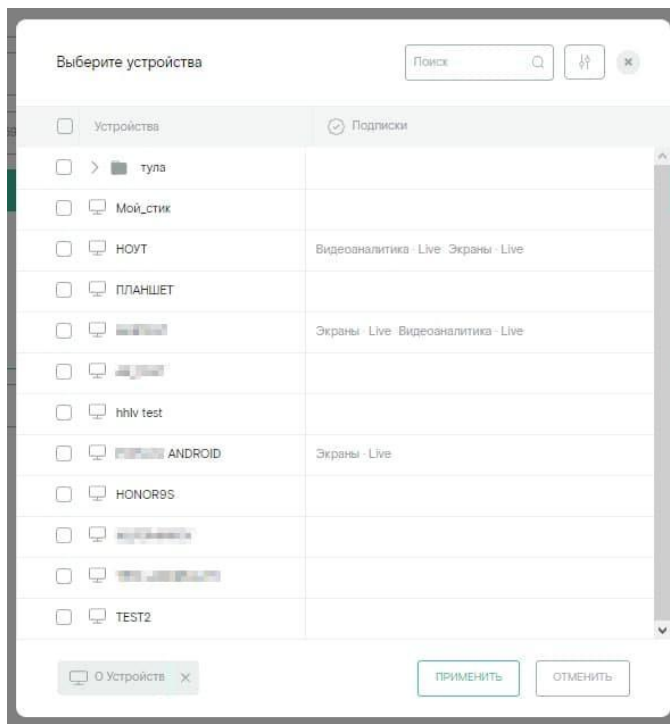 Выберите устройства
Поиск
Устройства Подписки
тула
Мой_стик
НОУТ Видеоаналитика · Live Экраны · Live
ПЛАНШЕТ
Экраны · Live Видеоаналитика · Live
hhlv test
ANDROID Экраны · Live
HONOR9S
TEST2
0 Устройств
ПРИМЕНИТЬ ОТМЕНИТЬ